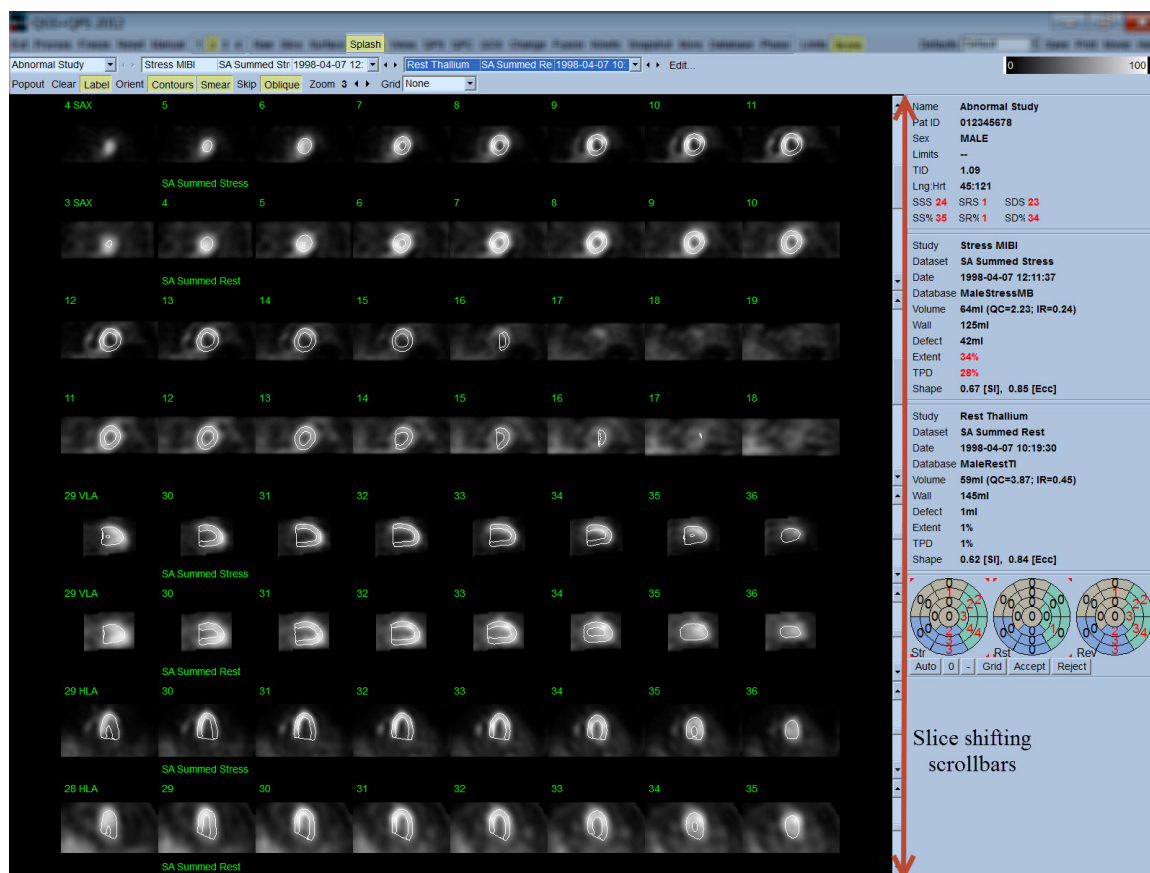 QGS+QPS 2012
Splash
Abnormal Study Stress MIBI SA Summed Str 1998-04-07 12: Rest Thallium SA Summed Re 1998-04-07 10: Edit... 0 100
Popout Clear Label Orient Contours Smear Skip Oblique Zoom 3 Grid None
4 SAX 5 6 7 8 9 10 11
SA Summed Stress
3 SAX 4 5 6 7 8 9 10
SA Summed Rest
12 13 14 15 16 17 18 19
11 12 13 14 15 16 17 18
29 VLA 30 31 32 33 34 35 36
SA Summed Stress
29 VLA 30 31 32 33 34 35 36
SA Summed Rest
29 HLA 30 31 32 33 34 35 36
SA Summed Stress
28 HLA 29 30 31 32 33 34 35
SA Summed Rest
Name Abnormal Study
Pat ID 012345678
Sex MALE
Limits --
TID 1.09
Lng:Hrt 45:121
SSS 24 SRS 1 SDS 23
SS% 35 SR% 1 SD% 34
Study Stress MIBI
Dataset SA Summed Stress
Date 1998-04-07 12:11:37
Database MaleStressMB
Volume 64ml (QC=2.23; IR=0.24)
Wall 125ml
Defect 42ml
Extent 34%
TPD 28%
Shape 0.67 [SI], 0.85 [Ecc]
Study Rest Thallium
Dataset SA Summed Rest
Date 1998-04-07 10:19:30
Database MaleRestTl
Volume 59ml (QC=3.87; IR=0.45)
Wall 145ml
Defect 1ml
Extent 1%
TPD 1%
Shape 0.62 [SI], 0.84 [Ecc]
Str Rst Rev
Auto 0 - Grid Accept Reject
Slice shifting
scrollbars